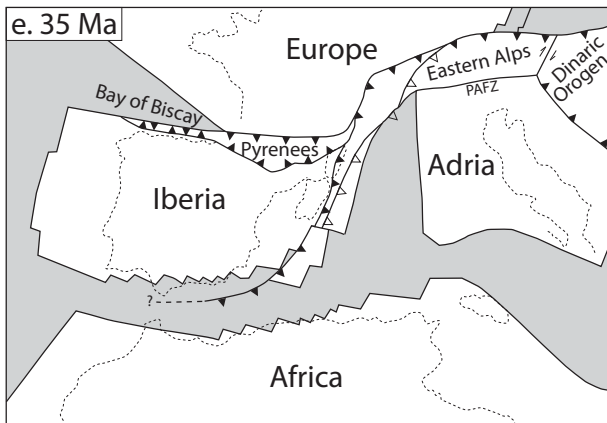 e. 35 Ma
Europe
Eastern Alps
Dinaric
Orogen
PAFZ
Bay of Biscay
Pyrenees
Adria
Iberia
?
Africa